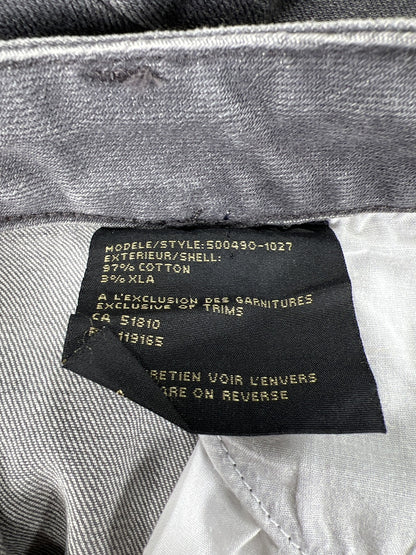 MODELE/STYLE:500490-1027
EXTERIEUR/SHELL:
97% COTTON
3% XLA
A L'EXCLUSION DES GARNITURES
EXCLUSIVE OF TRIMS
CA 51810
119165
RETIEN VOIR L'ENVERS
ARE ON REVERSE